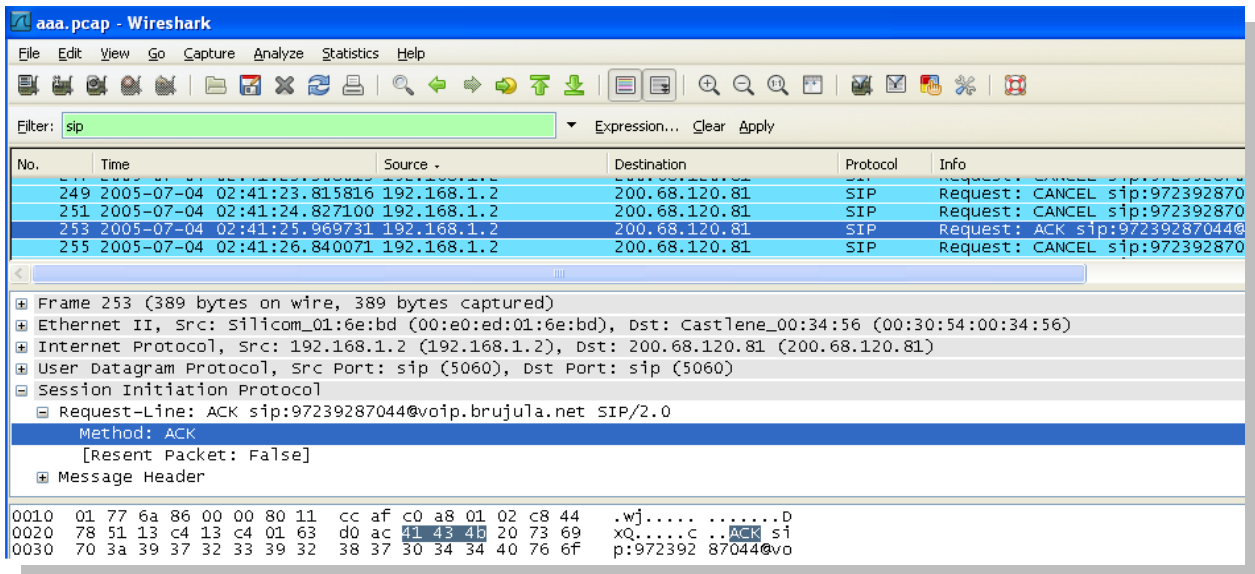 aaa.pcap - Wireshark
File Edit View Go Capture Analyze Statistics Help
Filter: sip Expression... Clear Apply
No. Time Source Destination Protocol Info
249 2005-07-04 02:41:23.815816 192.168.1.2 200.68.120.81 SIP Request: CANCEL sip:972392870
251 2005-07-04 02:41:24.827100 192.168.1.2 200.68.120.81 SIP Request: CANCEL sip:972392870
253 2005-07-04 02:41:25.969731 192.168.1.2 200.68.120.81 SIP Request: ACK sip:97239287044@
255 2005-07-04 02:41:26.840071 192.168.1.2 200.68.120.81 SIP Request: CANCEL sip:972392870
Frame 253 (389 bytes on wire, 389 bytes captured)
Ethernet II, Src: Silicom_01:6e:bd (00:e0:ed:01:6e:bd), Dst: Castlene_00:34:56 (00:30:54:00:34:56)
Internet Protocol, Src: 192.168.1.2 (192.168.1.2), Dst: 200.68.120.81 (200.68.120.81)
User Datagram Protocol, Src Port: sip (5060), Dst Port: sip (5060)
Session Initiation Protocol
Request-Line: ACK sip:97239287044@voip.brujula.net SIP/2.0
Method: ACK
[Resent Packet: False]
Message Header
0010 01 77 6a 86 00 00 80 11 cc af c0 a8 01 02 c8 44 .wj..... .......D
0020 78 51 13 c4 13 c4 01 63 d0 ac 41 43 4b 20 73 69 xQ.....c ..ACK si
0030 70 3a 39 37 32 33 39 32 38 37 30 34 34 40 76 6f p:972392 87044@vo